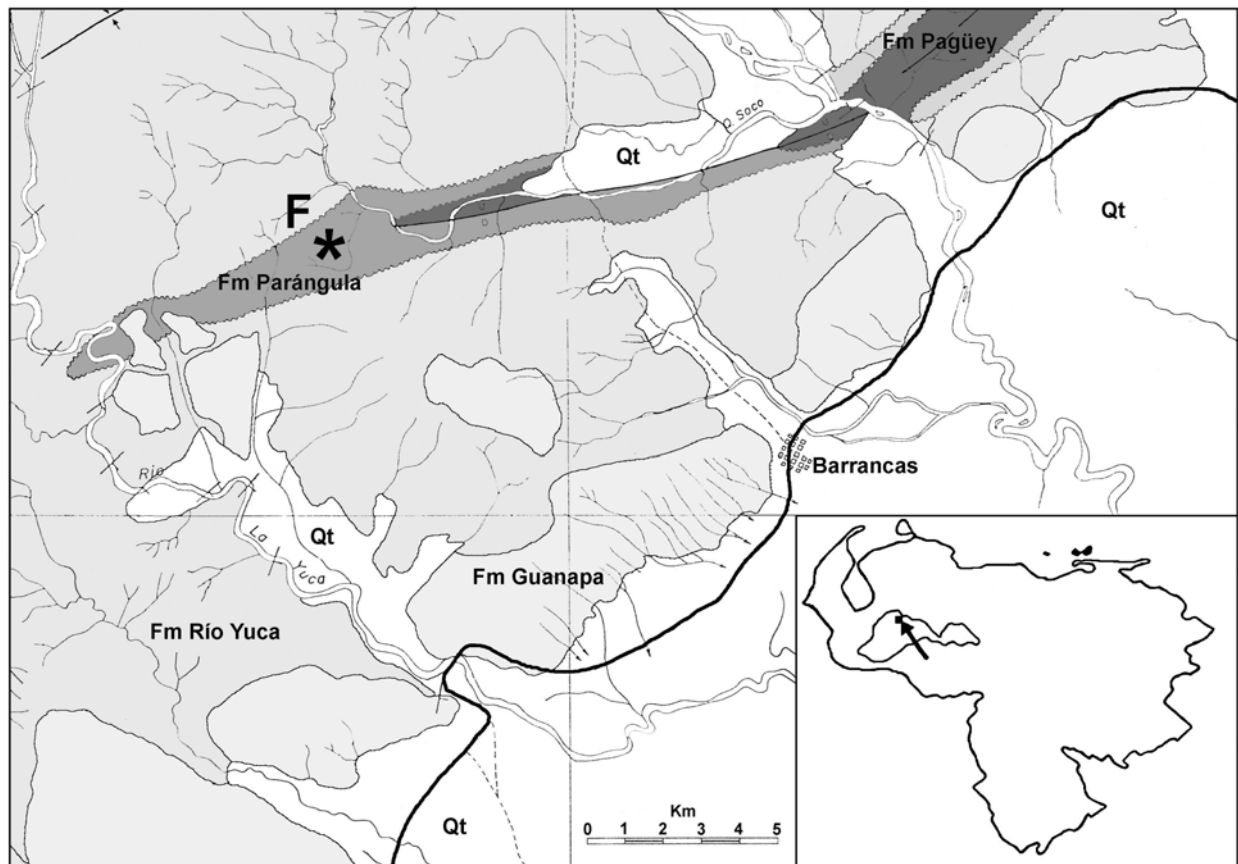 Fm Pagüey
Q. Soco
Qt
Qt
F
*
Fm Parángula
Barrancas
Río
La
Yuca
Qt
Fm Guanapa
Fm Río Yuca
Qt
Km
0 1 2 3 4 5